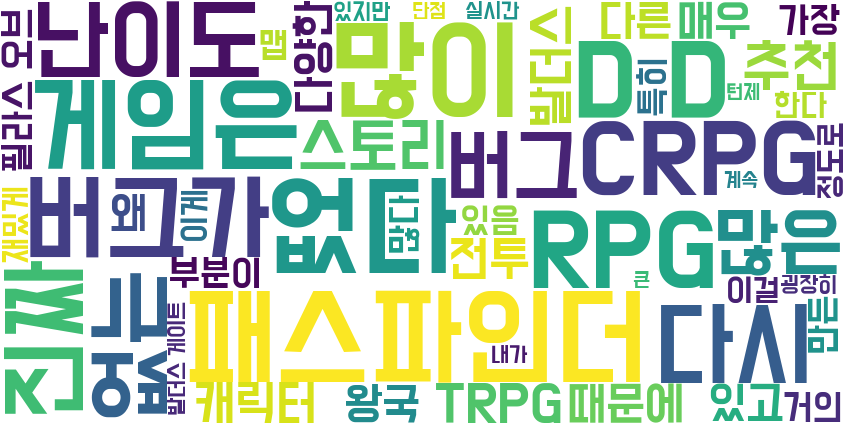 난이도
맵
다양한
있지만
단점
실시간
많이
발더스
다른
매우
가장
D
D
특히
턴제
추천
한다
필라스 오브
게임은
스토리
버그
CRPG
정도로
계속
재밌게
버그가
왜
이게
없다
많다
있음
전투
RPG
많은
큰
이걸
굉장히
진짜
없는
부분이
발더스 게이트
패스파인더
내가
다시
만든
캐릭터
왕국
TRPG
때문에
있고
거의